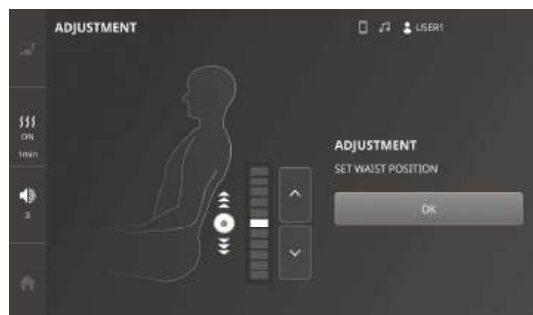 ADJUSTMENT
USER1
ON
1min
3
ADJUSTMENT
SET WAIST POSITION
OK